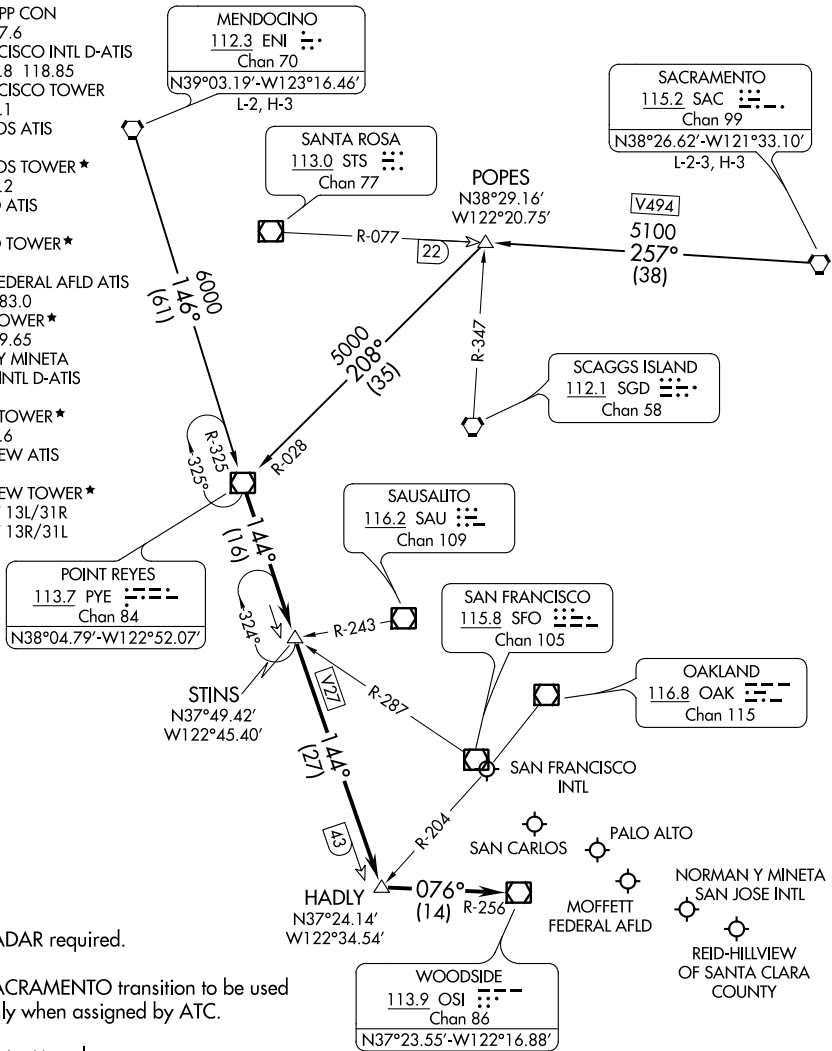 PP CON
7.6
CISCO INTL D-ATIS
.8 118.85
CISCO TOWER
.1
OS ATIS
OS TOWER★
.2
O ATIS
O TOWER★
FEDERAL AFLD ATIS
83.0
OWER★
9.65
Y MINETA
INTL D-ATIS
TOWER★
.6
EW ATIS
EW TOWER★
13L/31R
13R/31L
MENDOCINO
112.3 ENI
Chan 70
N39°03.19′-W123°16.46′
L-2, H-3
SANTA ROSA
113.0 STS
Chan 77
SACRAMENTO
115.2 SAC
Chan 99
N38°26.62′-W121°33.10′
L-2-3, H-3
POPES
N38°29.16′
W122°20.75′
V494
5100
257°
(38)
R-077
22
6000
146°
(61)
5000
208°
(35)
R-028
R-347
SCAGGS ISLAND
112.1 SGD
Chan 58
R-325
325°
POINT REYES
113.7 PYE
Chan 84
N38°04.79′-W122°52.07′
144°
(16)
SAUSALITO
116.2 SAU
Chan 109
R-243
324°
STINS
N37°49.42′
W122°45.40′
V27
R-287
SAN FRANCISCO
115.8 SFO
Chan 105
OAKLAND
116.8 OAK
Chan 115
144°
(27)
43
R-204
SAN FRANCISCO
INTL
SAN CARLOS
PALO ALTO
MOFFETT
FEDERAL AFLD
NORMAN Y MINETA
SAN JOSE INTL
REID-HILLVIEW
OF SANTA CLARA
COUNTY
HADLY
N37°24.14′
W122°34.54′
076°
(14)
R-256
WOODSIDE
113.9 OSI
Chan 86
N37°23.55′-W122°16.88′
ADAR required.
ACRAMENTO transition to be used
ly when assigned by ATC.